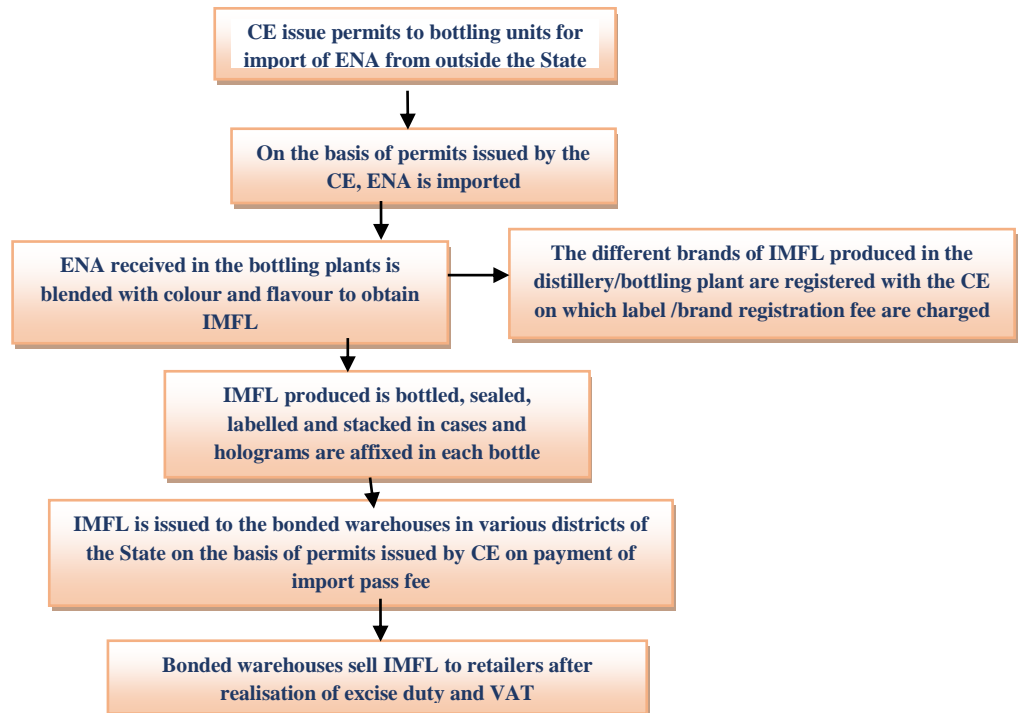 CE issue permits to bottling units for
import of ENA from outside the State
On the basis of permits issued by the
CE, ENA is imported
ENA received in the bottling plants is
blended with colour and flavour to obtain
IMFL
The different brands of IMFL produced in the
distillery/bottling plant are registered with the CE
on which label /brand registration fee are charged
IMFL produced is bottled, sealed,
labelled and stacked in cases and
holograms are affixed in each bottle
IMFL is issued to the bonded warehouses in various districts of
the State on the basis of permits issued by CE on payment of
import pass fee
Bonded warehouses sell IMFL to retailers after
realisation of excise duty and VAT